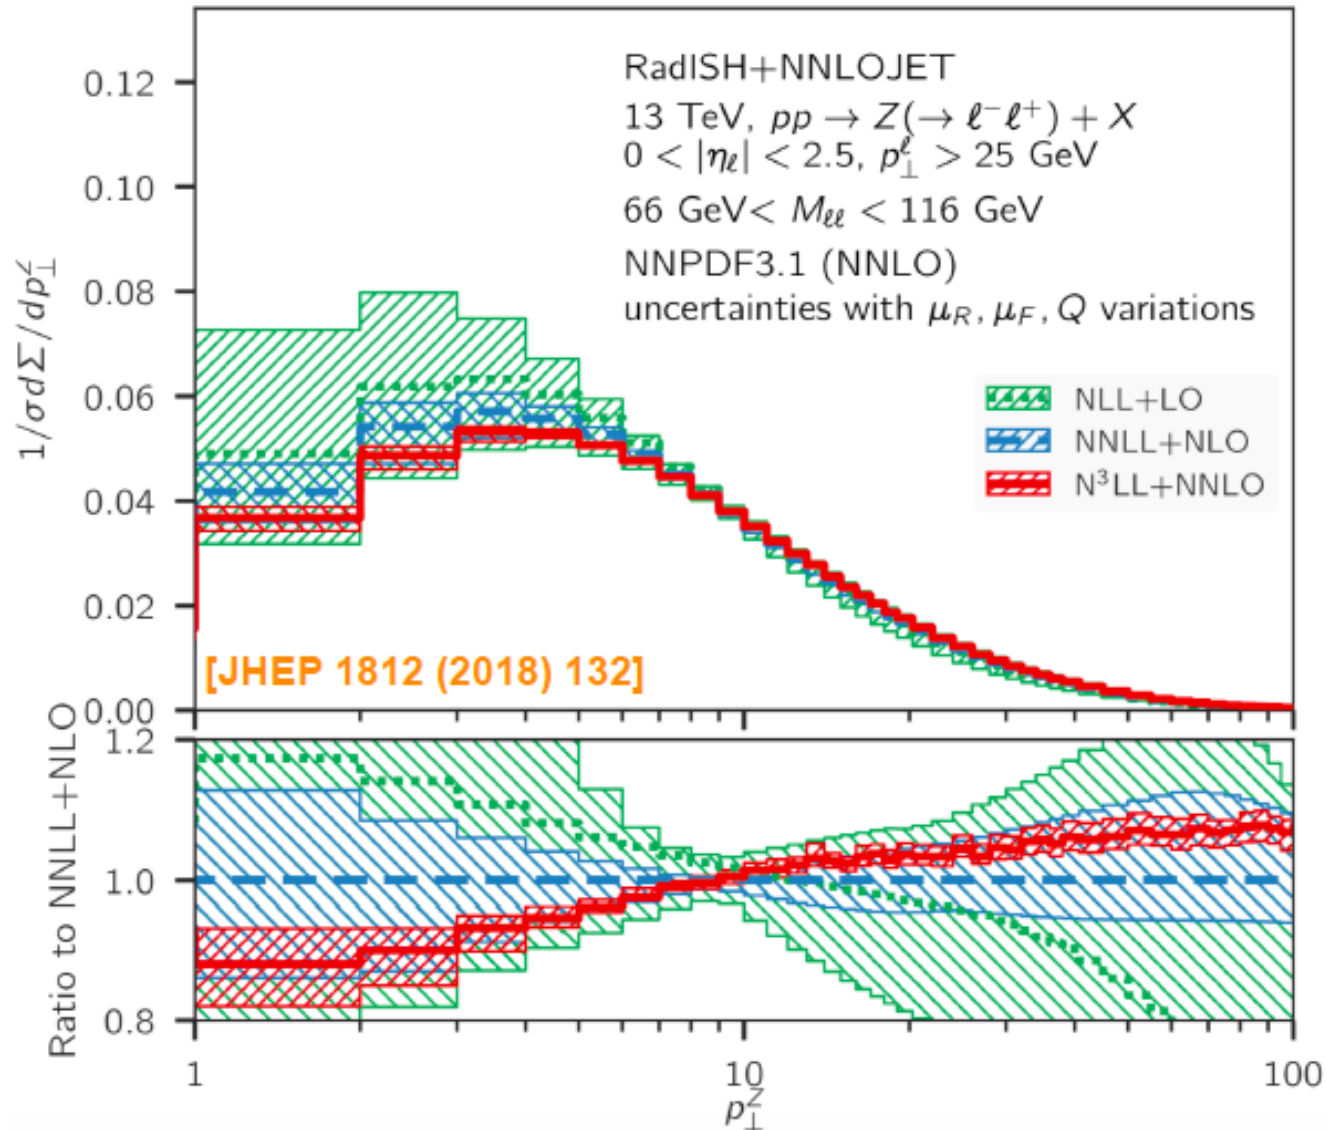 RadISH+NNLOJET
13 TeV, pp → Z(→ ℓ⁻ℓ⁺) + X
0 < |ηℓ| < 2.5, p⊥^ℓ > 25 GeV
66 GeV< Mℓℓ < 116 GeV
NNPDF3.1 (NNLO)
uncertainties with μR, μF, Q variations
NLL+LO
NNLL+NLO
N³LL+NNLO
[JHEP 1812 (2018) 132]
1/σdΣ/dp⊥^Z
0.12
0.10
0.08
0.06
0.04
0.02
0.00
Ratio to NNLL+NLO
1.2
1.0
0.8
1 10 100
p⊥^Z